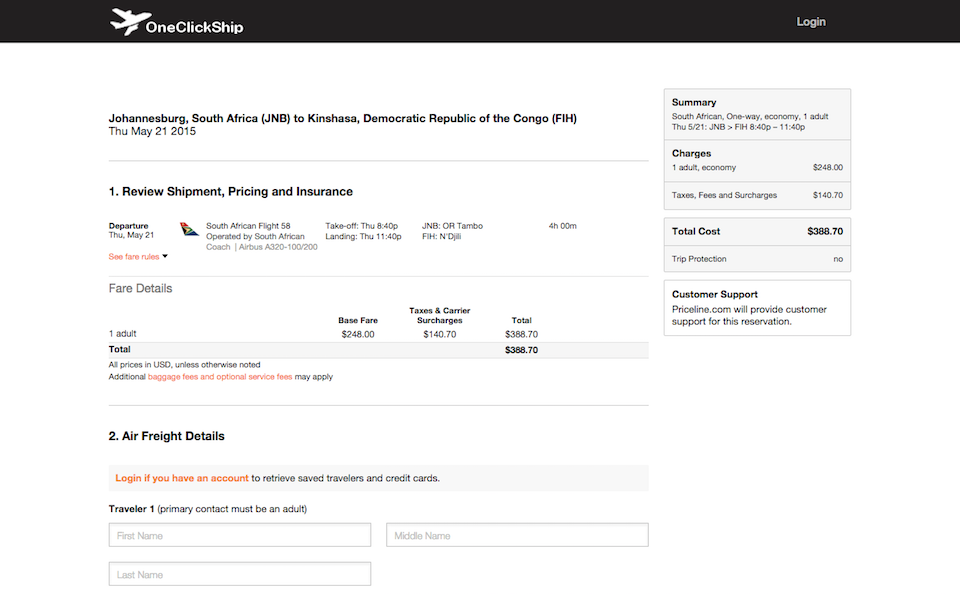 OneClickShip
Login
Johannesburg, South Africa (JNB) to Kinshasa, Democratic Republic of the Congo (FIH)
Thu May 21 2015
1. Review Shipment, Pricing and Insurance
Departure
Thu, May 21
See fare rules
South African Flight 58
Operated by South African
Coach | Airbus A320-100/200
Take-off: Thu 8:40p
Landing: Thu 11:40p
JNB: OR Tambo
FIH: N'Djili
4h 00m
Fare Details
Base Fare
Taxes & Carrier
Surcharges
Total
1 adult $248.00 $140.70 $388.70
Total $388.70
All prices in USD, unless otherwise noted
Additional baggage fees and optional service fees may apply
2. Air Freight Details
Login if you have an account to retrieve saved travelers and credit cards.
Traveler 1 (primary contact must be an adult)
First Name
Middle Name
Last Name
Summary
South African, One-way, economy, 1 adult
Thu 5/21: JNB > FIH 8:40p – 11:40p
Charges
1 adult, economy $248.00
Taxes, Fees and Surcharges $140.70
Total Cost $388.70
Trip Protection no
Customer Support
Priceline.com will provide customer
support for this reservation.